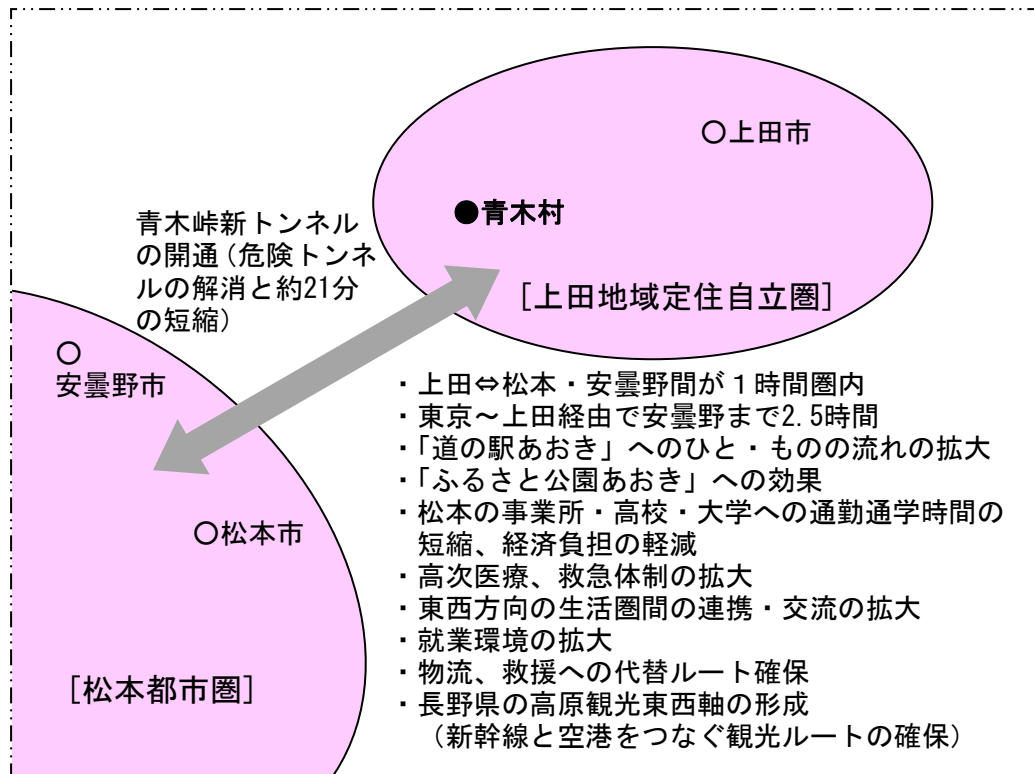 ○上田市
●青木村
[上田地域定住自立圏]
青木峠新トンネル
の開通（危険トンネ
ルの解消と約21分
の短縮）
○
安曇野市
○松本市
[松本都市圏]
・上田⇔松本・安曇野間が１時間圏内
・東京～上田経由で安曇野まで2.5時間
・「道の駅あおき」へのひと・ものの流れの拡大
・「ふるさと公園あおき」への効果
・松本の事業所・高校・大学への通勤通学時間の
短縮、経済負担の軽減
・高次医療、救急体制の拡大
・東西方向の生活圏間の連携・交流の拡大
・就業環境の拡大
・物流、救援への代替ルート確保
・長野県の高原観光東西軸の形成
（新幹線と空港をつなぐ観光ルートの確保）